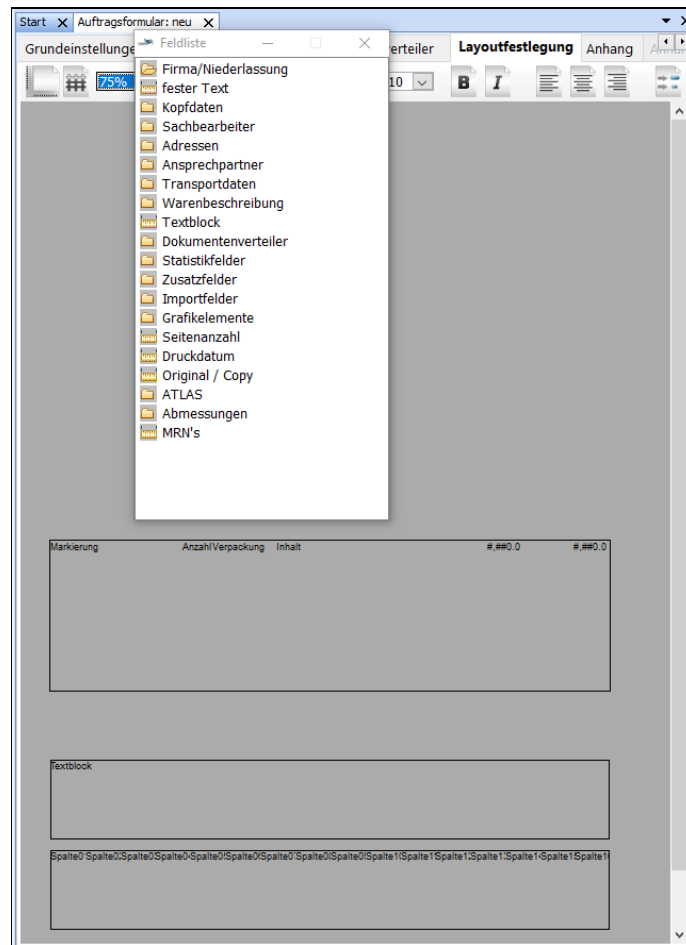 Start Auftragsformular: neu
Grundeinstellunge erteiler Layoutfestlegung Anhang
75% 10 B I
Feldliste
Firma/Niederlassung
fester Text
Kopfdaten
Sachbearbeiter
Adressen
Ansprechpartner
Transportdaten
Warenbeschreibung
Textblock
Dokumentenverteiler
Statistikfelder
Zusatzfelder
Importfelder
Grafikelemente
Seitenanzahl
Druckdatum
Original / Copy
ATLAS
Abmessungen
MRN's
Markierung Anzahl Verpackung Inhalt #,##0.0 #,##0.0
Textblock